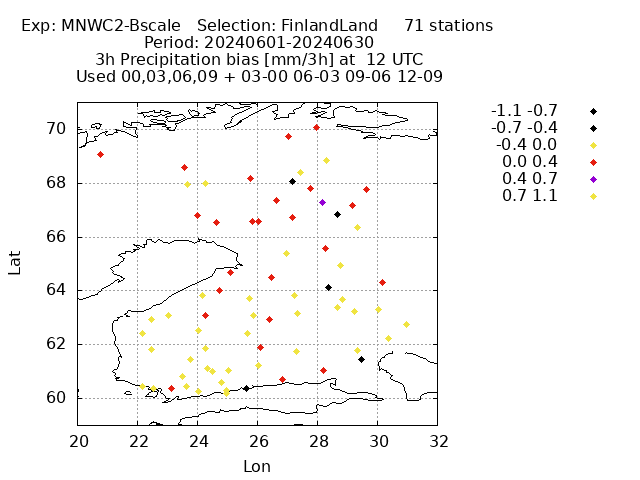 Exp: MNWC2-Bscale   Selection: FinlandLand     71 stations
Period: 20240601-20240630
3h Precipitation bias [mm/3h] at  12 UTC
Used 00,03,06,09 + 03-00 06-03 09-06 12-09
-1.1 -0.7
-0.7 -0.4
-0.4 0.0
0.0 0.4
0.4 0.7
0.7 1.1
70
68
66
64
62
60
Lat
20 22 24 26 28 30 32
Lon